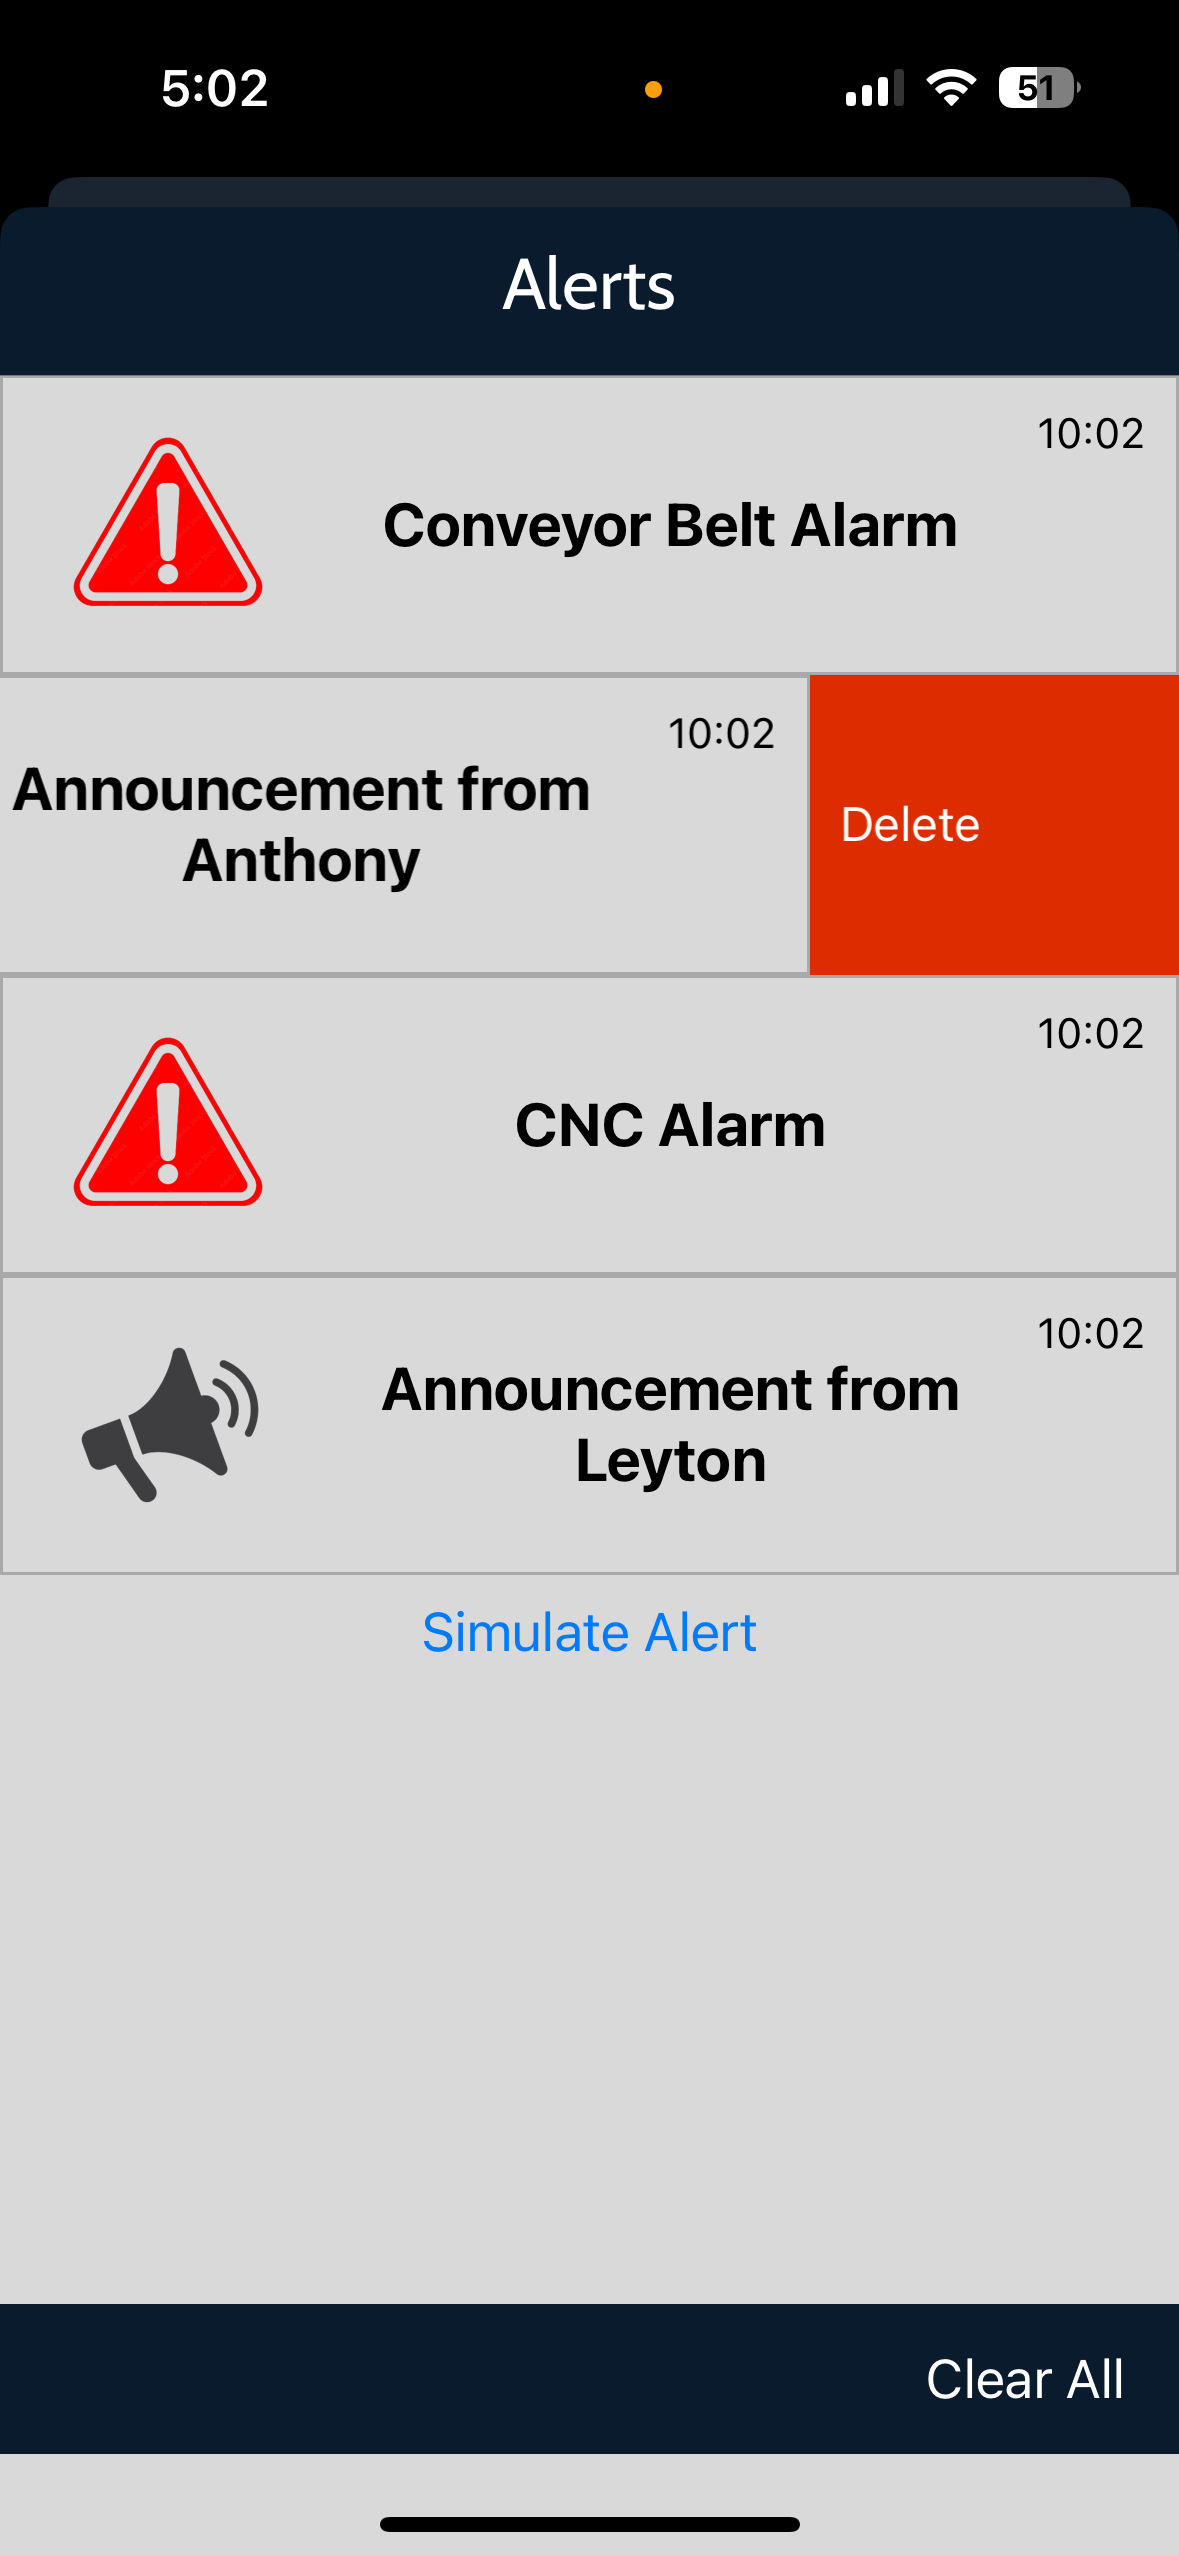 5:02
51
Alerts
10:02
Conveyor Belt Alarm
10:02
Announcement from
Anthony
Delete
10:02
CNC Alarm
10:02
Announcement from
Leyton
Simulate Alert
Clear All